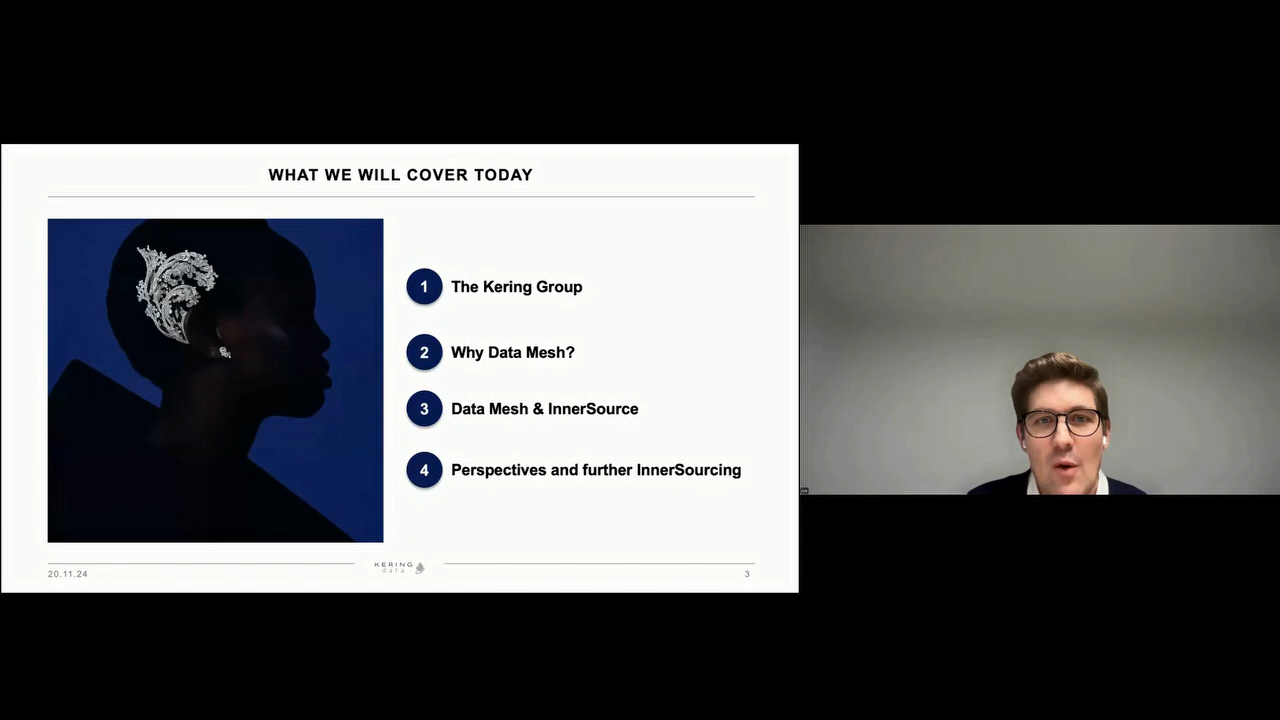 WHAT WE WILL COVER TODAY
1 The Kering Group
2 Why Data Mesh?
3 Data Mesh & InnerSource
4 Perspectives and further InnerSourcing
20.11.24
KERING
data
3